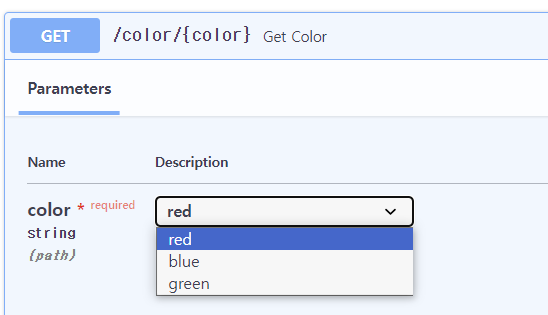 GET /color/{color} Get Color
Parameters
Name Description
color * required red
string
(path)
red
blue
green